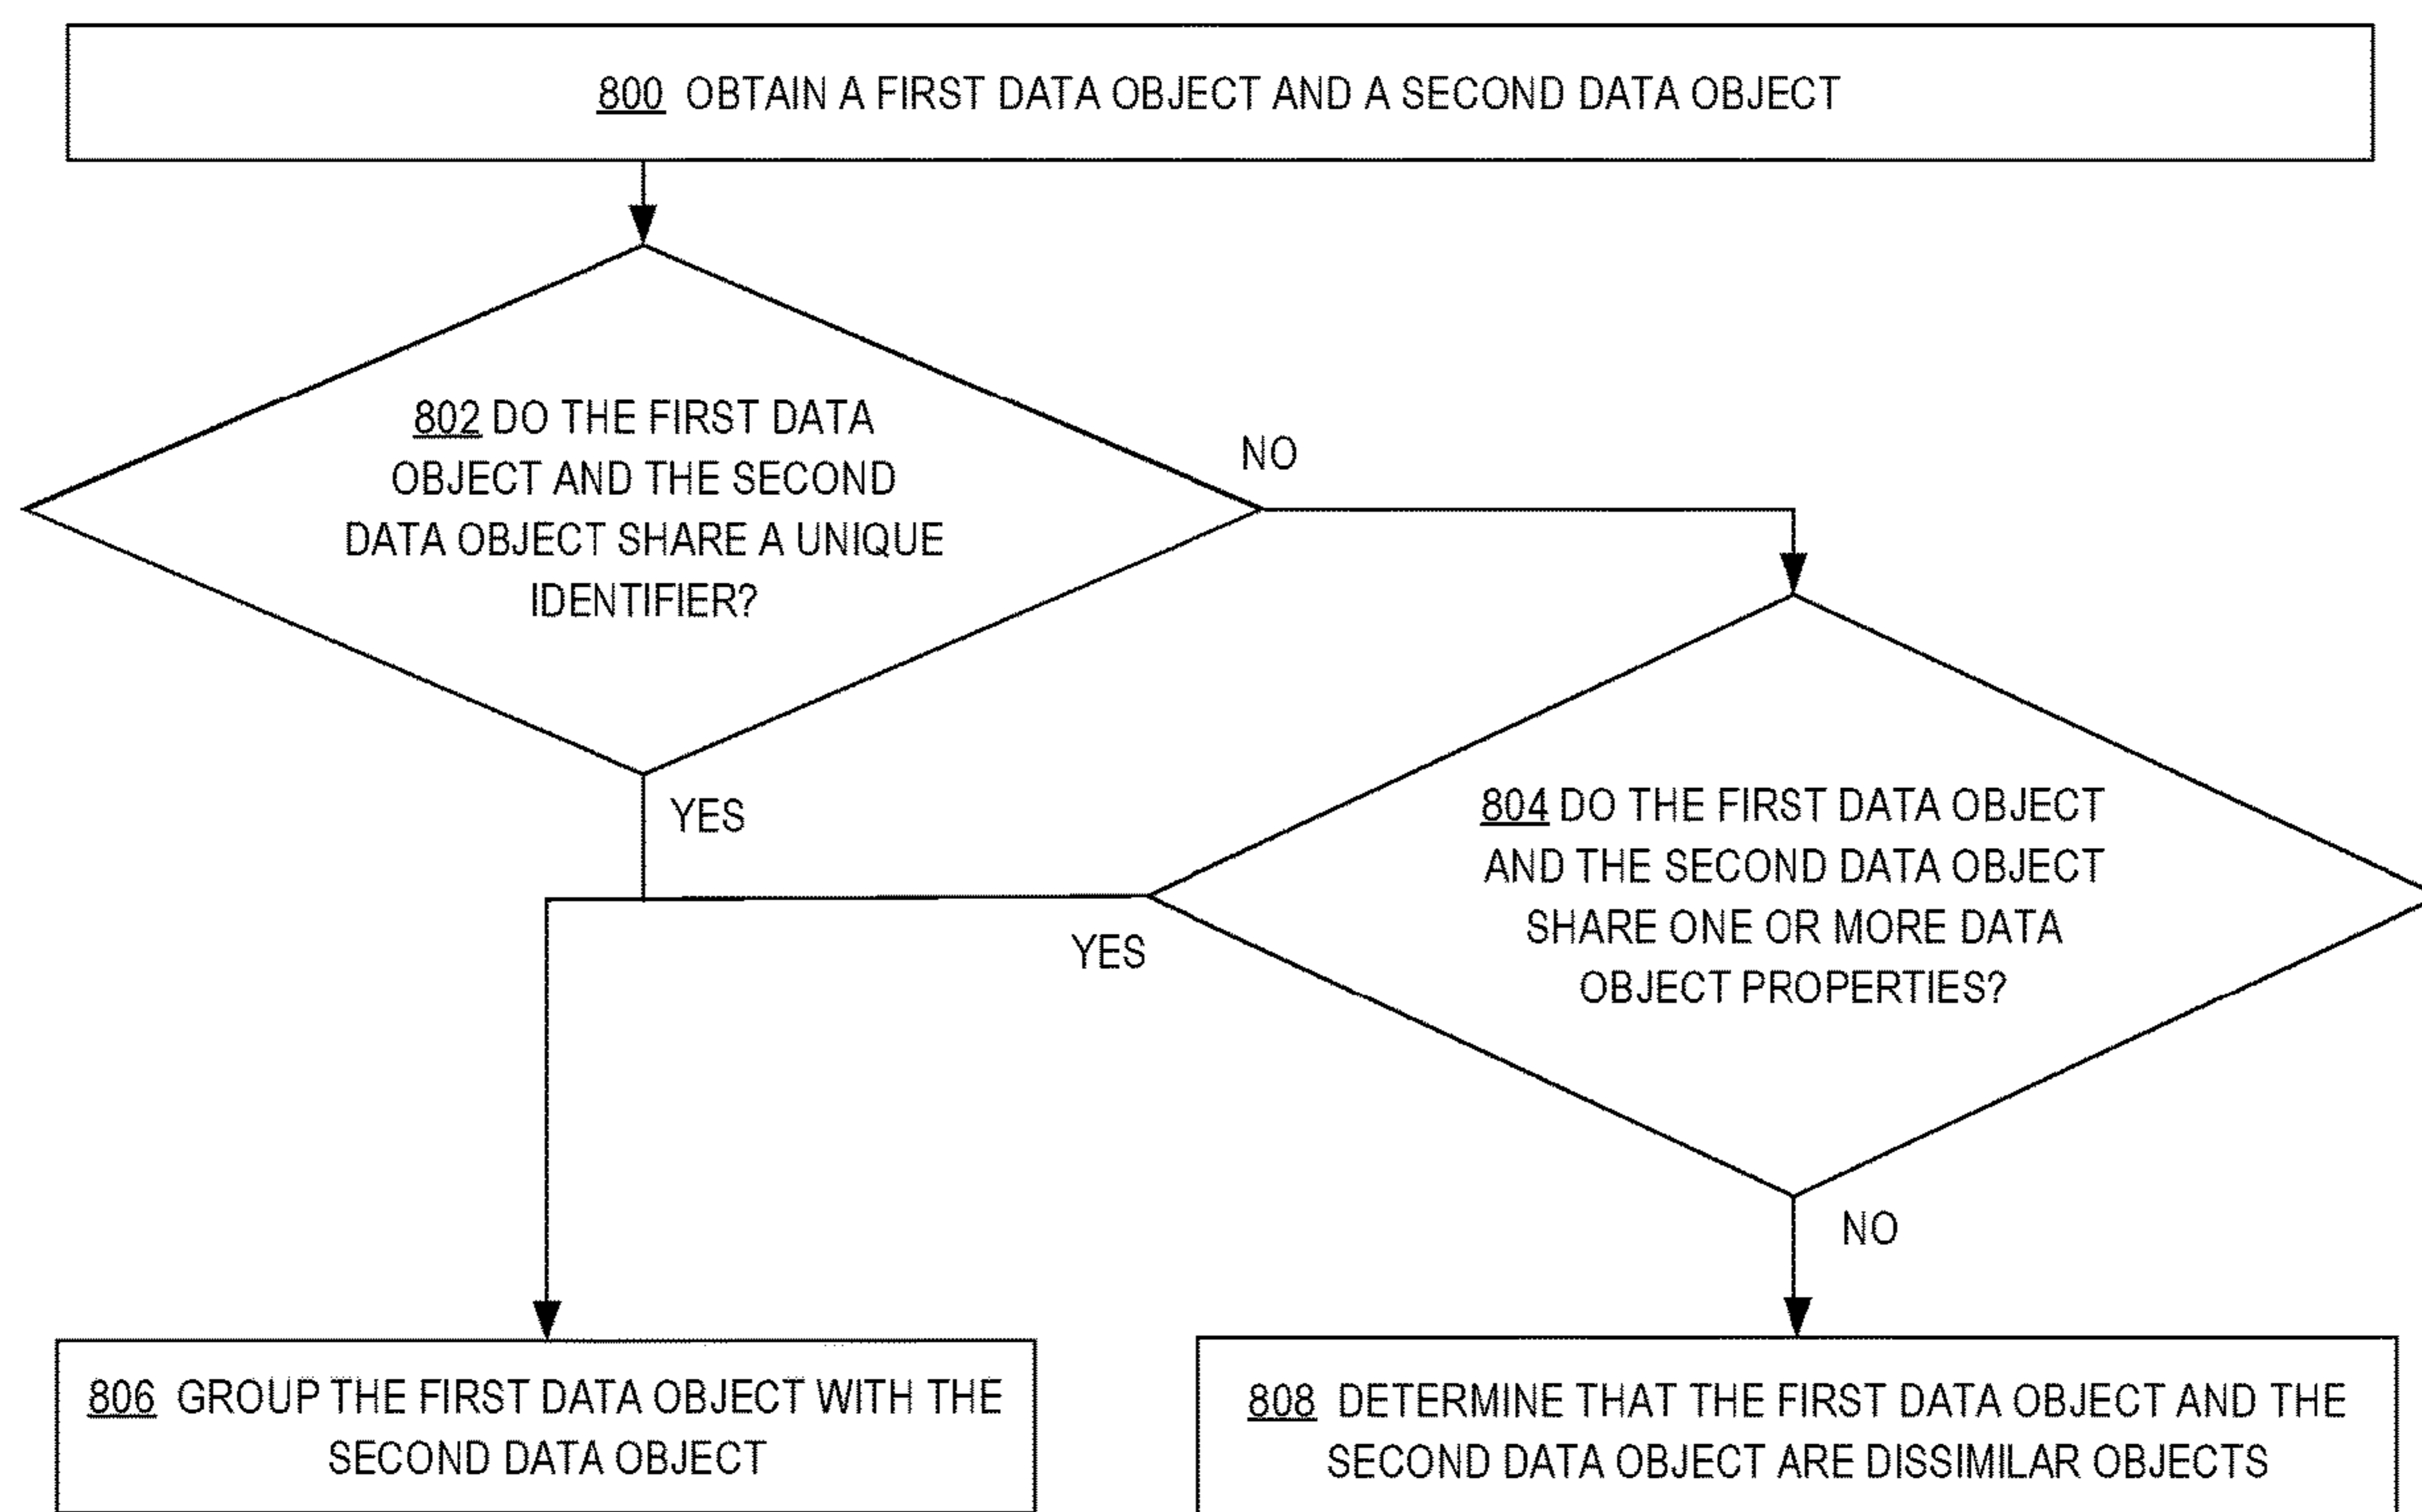 800 OBTAIN A FIRST DATA OBJECT AND A SECOND DATA OBJECT
802 DO THE FIRST DATA
OBJECT AND THE SECOND
DATA OBJECT SHARE A UNIQUE
IDENTIFIER?
NO
YES
804 DO THE FIRST DATA OBJECT
AND THE SECOND DATA OBJECT
SHARE ONE OR MORE DATA
OBJECT PROPERTIES?
YES
NO
806 GROUP THE FIRST DATA OBJECT WITH THE
SECOND DATA OBJECT
808 DETERMINE THAT THE FIRST DATA OBJECT AND THE
SECOND DATA OBJECT ARE DISSIMILAR OBJECTS